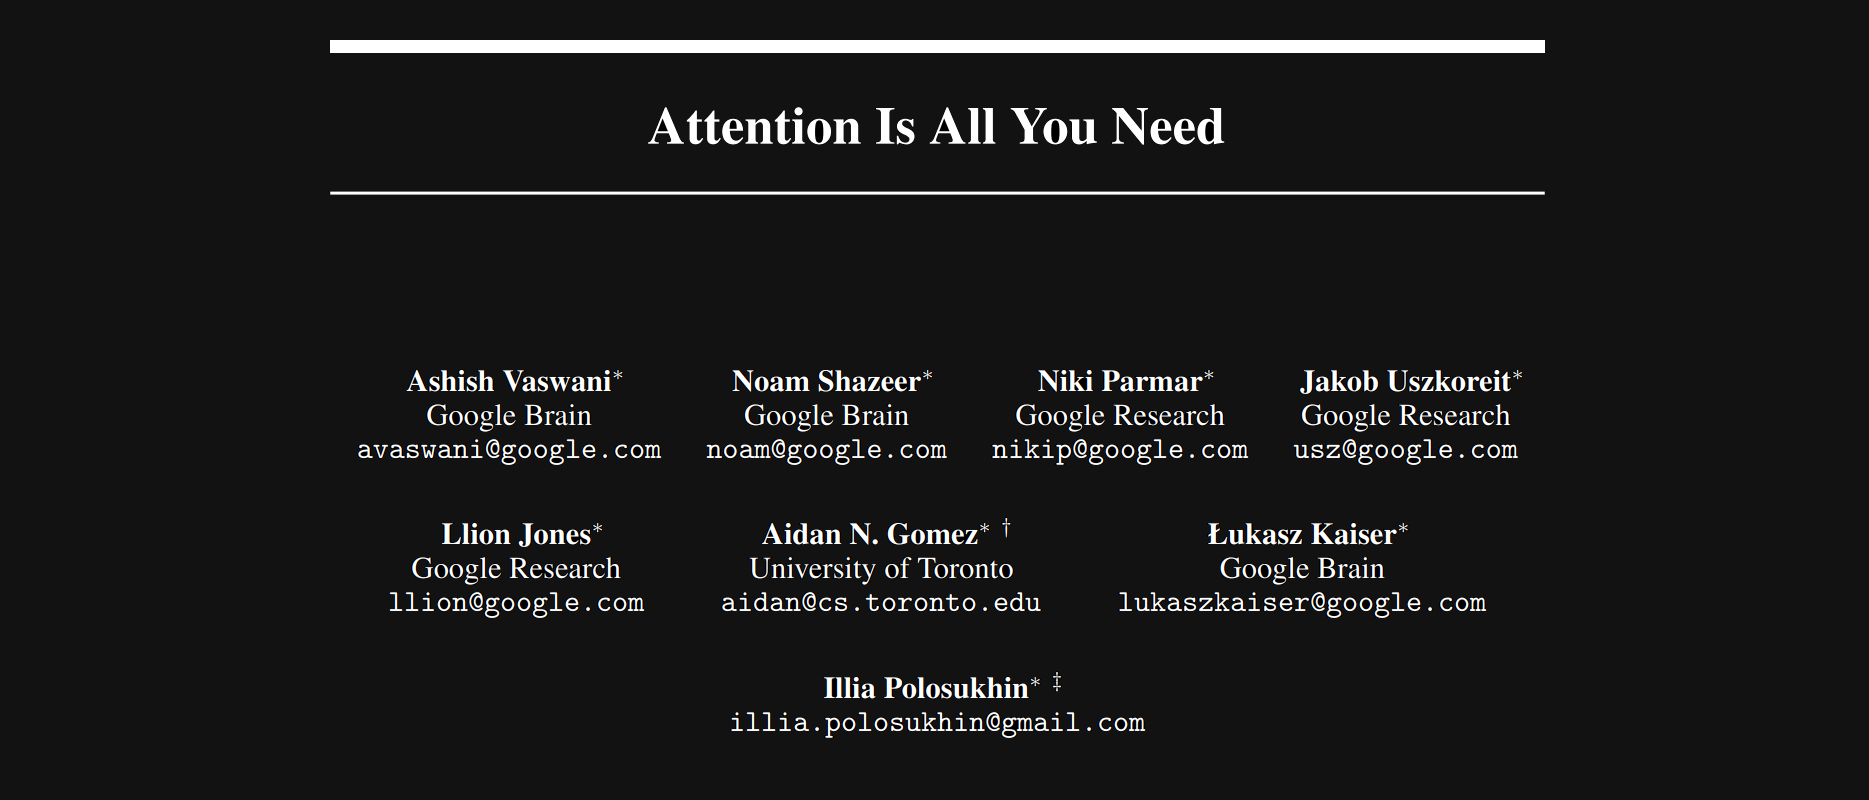 Attention Is All You Need
Ashish Vaswani* Noam Shazeer* Niki Parmar* Jakob Uszkoreit*
Google Brain Google Brain Google Research Google Research
avaswani@google.com noam@google.com nikip@google.com usz@google.com
Llion Jones* Aidan N. Gomez* † Łukasz Kaiser*
Google Research University of Toronto Google Brain
llion@google.com aidan@cs.toronto.edu lukaszkaiser@google.com
Illia Polosukhin* ‡
illia.polosukhin@gmail.com